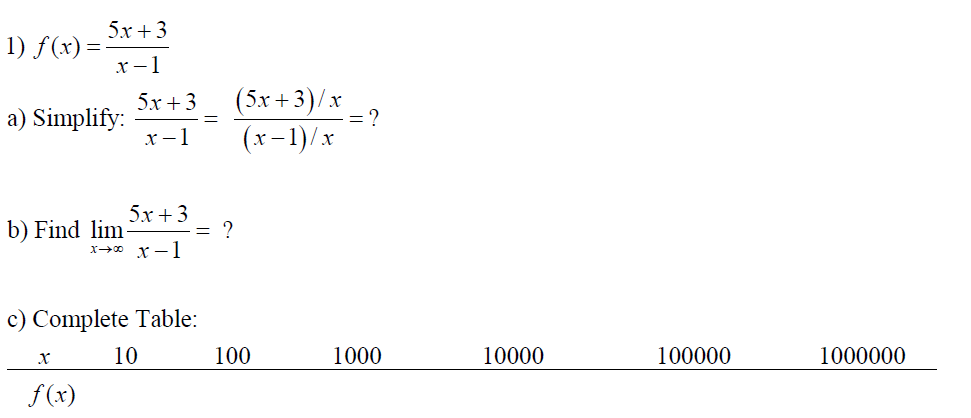 1) f(x) = (5x + 3)/(x − 1)
a) Simplify: (5x + 3)/(x − 1) = ((5x + 3)/x)/((x − 1)/x) = ?
b) Find lim x→∞ (5x + 3)/(x − 1) = ?
c) Complete Table:
x 10 100 1000 10000 100000 1000000
f(x)